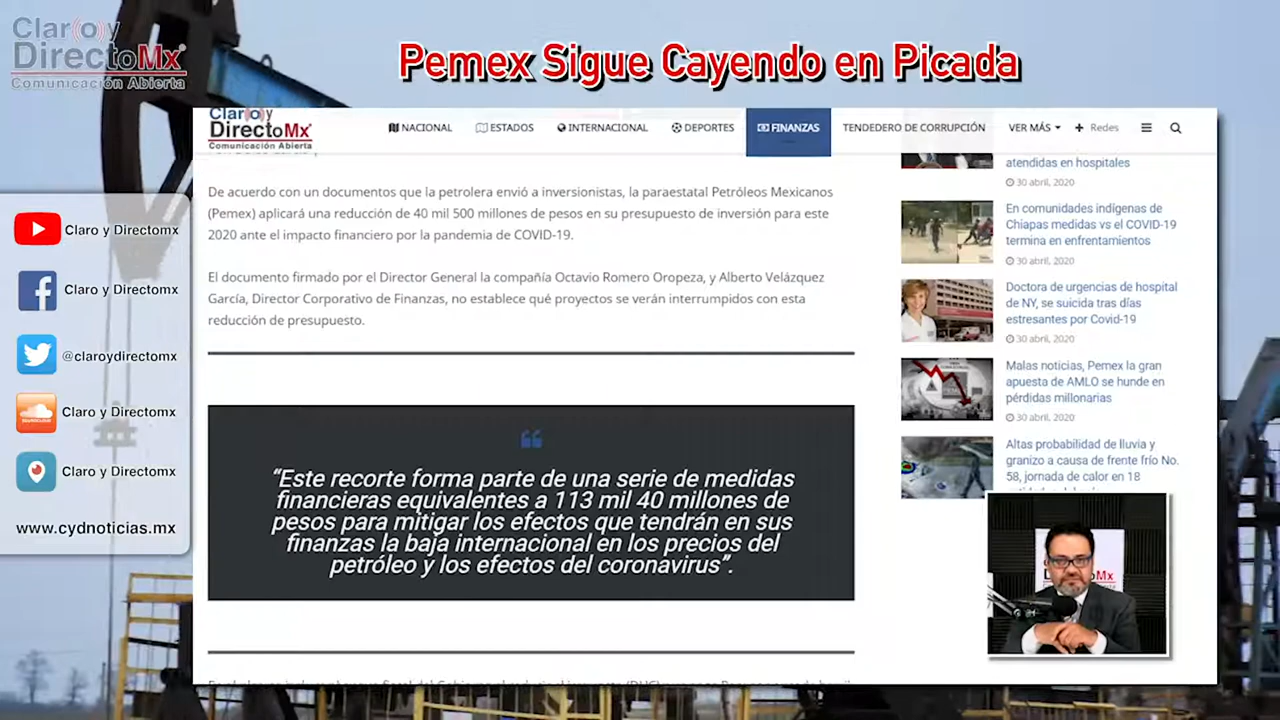 Claro y
DirectoMx
Comunicación Abierta
Pemex Sigue Cayendo en Picada
Claro y
DirectoMx
Comunicación Abierta
NACIONAL
ESTADOS
INTERNACIONAL
DEPORTES
FINANZAS
TENDEDERO DE CORRUPCIÓN
VER MÁS
Redes
Claro y Directomx
Claro y Directomx
@claroydirectomx
Claro y Directomx
Claro y Directomx
www.cydnoticias.mx
De acuerdo con un documentos que la petrolera envió a inversionistas, la paraestatal Petróleos Mexicanos
(Pemex) aplicará una reducción de 40 mil 500 millones de pesos en su presupuesto de inversión para este
2020 ante el impacto financiero por la pandemia de COVID-19.
El documento firmado por el Director General la compañía Octavio Romero Oropeza, y Alberto Velázquez
García, Director Corporativo de Finanzas, no establece qué proyectos se verán interrumpidos con esta
reducción de presupuesto.
“Este recorte forma parte de una serie de medidas
financieras equivalentes a 113 mil 40 millones de
pesos para mitigar los efectos que tendrán en sus
finanzas la baja internacional en los precios del
petróleo y los efectos del coronavirus”.
atendidas en hospitales
30 abril, 2020
En comunidades indígenas de
Chiapas medidas vs el COVID-19
termina en enfrentamientos
30 abril, 2020
Doctora de urgencias de hospital
de NY, se suicida tras días
estresantes por Covid-19
30 abril, 2020
Malas noticias, Pemex la gran
apuesta de AMLO se hunde en
pérdidas millonarias
30 abril, 2020
Altas probabilidad de lluvia y
granizo a causa de frente frío No.
58, jornada de calor en 18